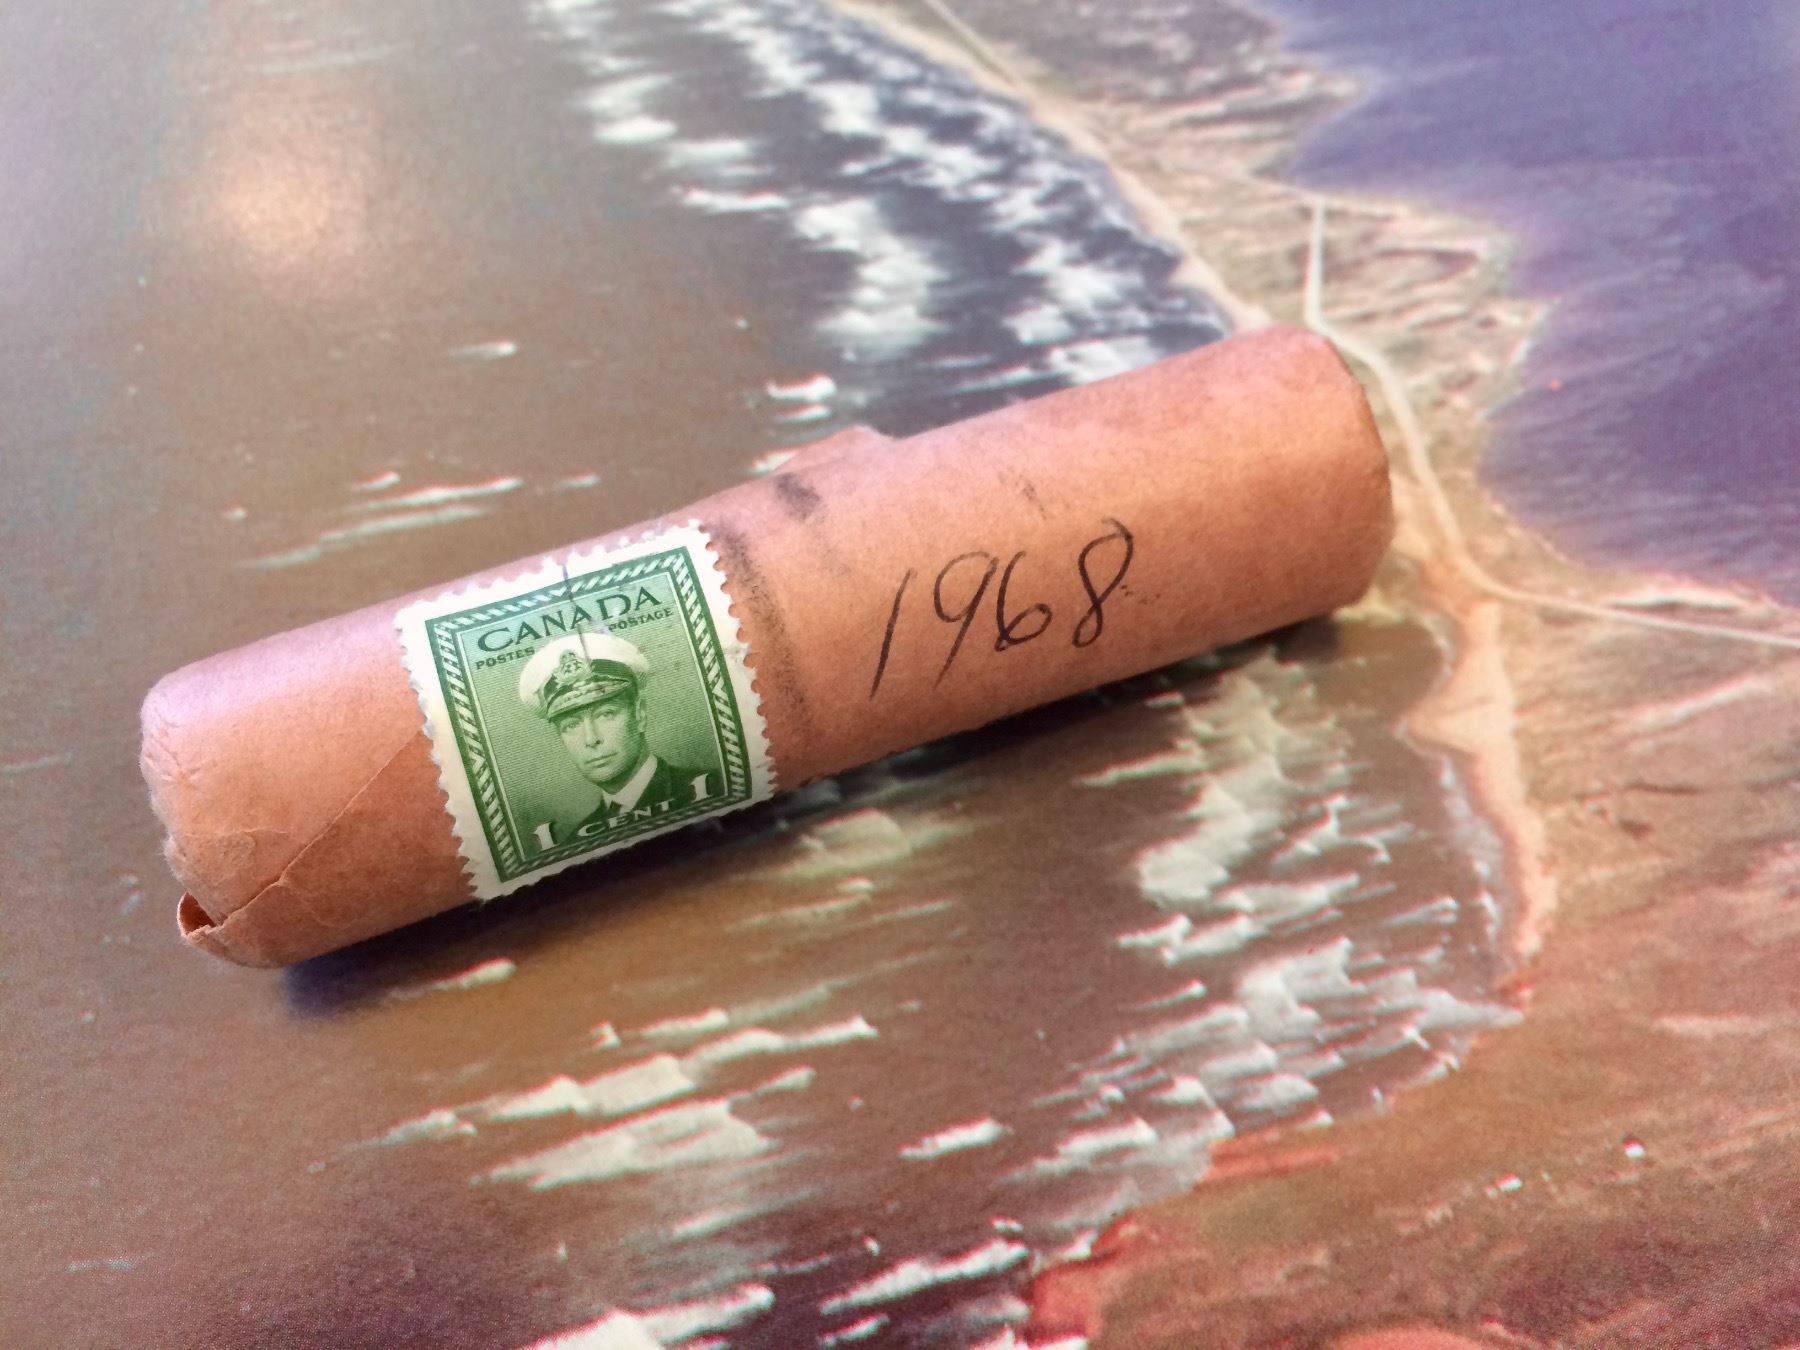 CANADA
POSTES POSTAGE
1 CENT 1
1968